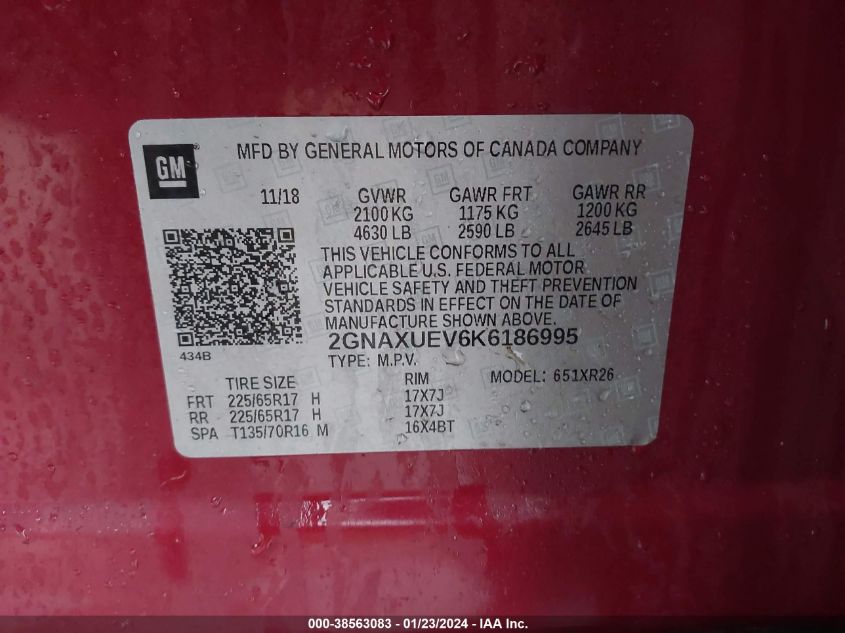 GM
MFD BY GENERAL MOTORS OF CANADA COMPANY
11/18 GVWR GAWR FRT GAWR RR
2100 KG 1175 KG 1200 KG
4630 LB 2590 LB 2645 LB
THIS VEHICLE CONFORMS TO ALL
APPLICABLE U.S. FEDERAL MOTOR
VEHICLE SAFETY AND THEFT PREVENTION
STANDARDS IN EFFECT ON THE DATE OF
MANUFACTURE SHOWN ABOVE.
434B 2GNAXUEV6K6186995
TYPE: M.P.V. MODEL: 651XR26
TIRE SIZE RIM
FRT 225/65R17 H 17X7J
RR 225/65R17 H 17X7J
SPA T135/70R16 M 16X4BT
000-38563083 - 01/23/2024 - IAA Inc.